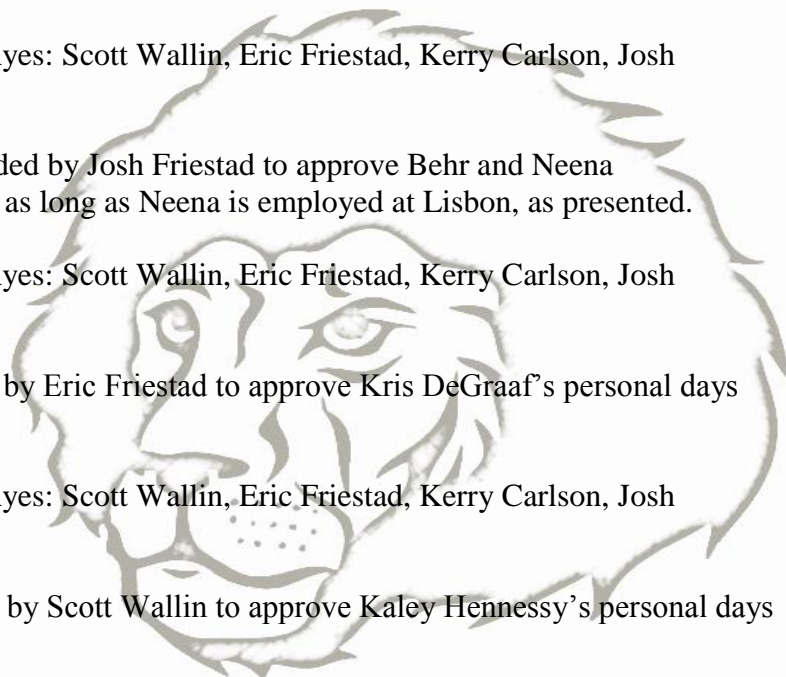 yes: Scott Wallin, Eric Friestad, Kerry Carlson, Josh
ded by Josh Friestad to approve Behr and Neena
as long as Neena is employed at Lisbon, as presented.
yes: Scott Wallin, Eric Friestad, Kerry Carlson, Josh
by Eric Friestad to approve Kris DeGraaf’s personal days
yes: Scott Wallin, Eric Friestad, Kerry Carlson, Josh
by Scott Wallin to approve Kaley Hennessy’s personal days